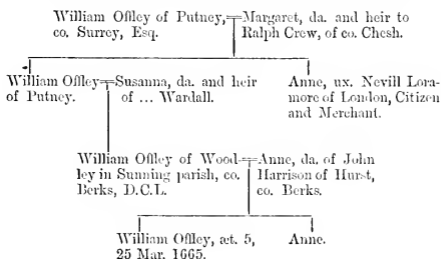 William Offley of Putney, Margaret, da. and heir to
co. Surrey, Esq. Ralph Crew, of co. Chesh.
William Offley Susanna, da. and heir Anne, ux. Nevill Lora-
of Putney. of ... Wardall. more of London, Citizen
and Merchant.
William Offley of Wood- Anne, da. of John
ley in Sunning parish, co. Harrison of Hurst,
Berks, D.C.L. co. Berks.
William Offley, æt. 5, Anne.
25 Mar. 1665.